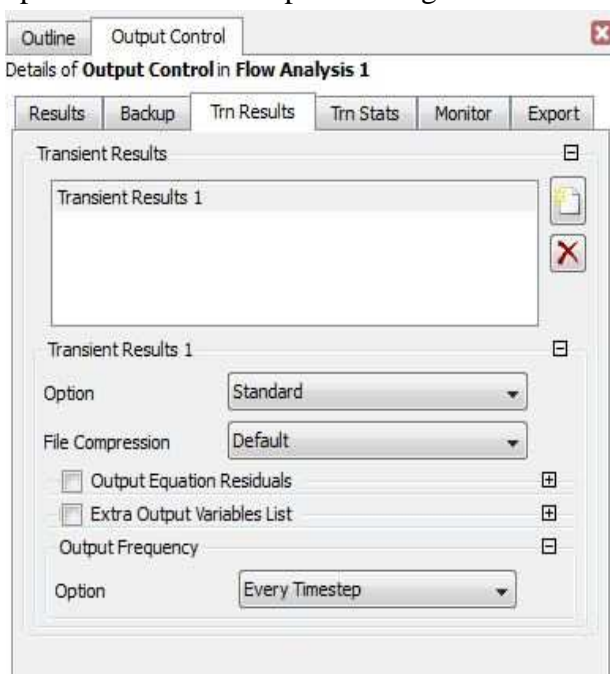 Outline Output Control
Details of Output Control in Flow Analysis 1
Results Backup Trn Results Trn Stats Monitor Export
Transient Results
Transient Results 1
Transient Results 1
Option Standard
File Compression Default
Output Equation Residuals
Extra Output Variables List
Output Frequency
Option Every Timestep